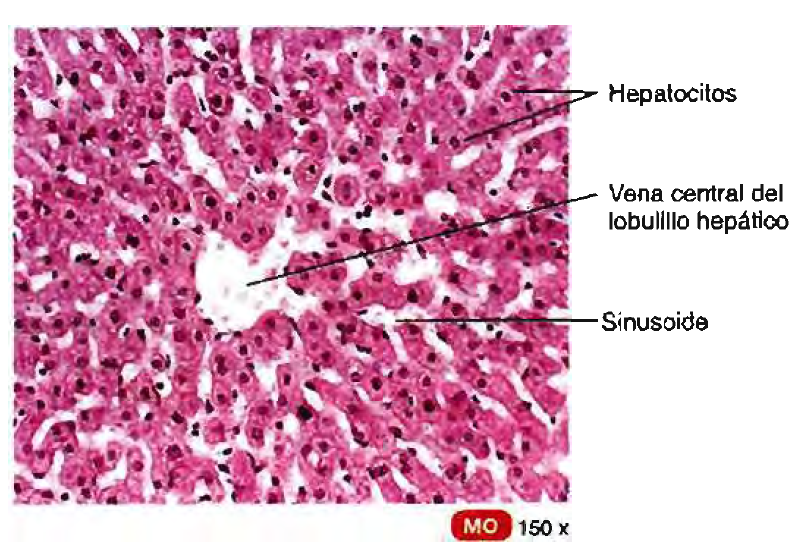 Hepatocitos
Vena central del
lobulillo hepático
Sinusoide
MO 150 x